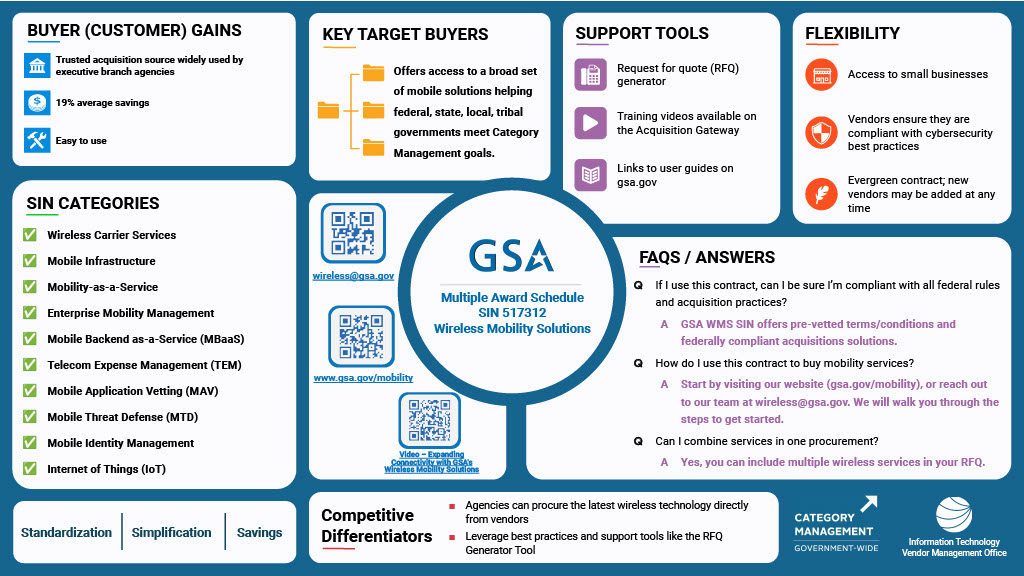 BUYER (CUSTOMER) GAINS
Trusted acquisition source widely used by
executive branch agencies
19% average savings
Easy to use
KEY TARGET BUYERS
Offers access to a broad set
of mobile solutions helping
federal, state, local, tribal
governments meet Category
Management goals.
SUPPORT TOOLS
Request for quote (RFQ)
generator
Training videos available on
the Acquisition Gateway
Links to user guides on
gsa.gov
FLEXIBILITY
Access to small businesses
Vendors ensure they are
compliant with cybersecurity
best practices
Evergreen contract; new
vendors may be added at any
time
SIN CATEGORIES
Wireless Carrier Services
Mobile Infrastructure
Mobility-as-a-Service
Enterprise Mobility Management
Mobile Backend as-a-Service (MBaaS)
Telecom Expense Management (TEM)
Mobile Application Vetting (MAV)
Mobile Threat Defense (MTD)
Mobile Identity Management
Internet of Things (IoT)
wireless@gsa.gov
www.gsa.gov/mobility
Video – Expanding
Connectivity with GSA's
Wireless Mobility Solutions
GSA
Multiple Award Schedule
SIN 517312
Wireless Mobility Solutions
FAQS / ANSWERS
Q If I use this contract, can I be sure I'm compliant with all federal rules
and acquisition practices?
A GSA WMS SIN offers pre-vetted terms/conditions and
federally compliant acquisitions solutions.
Q How do I use this contract to buy mobility services?
A Start by visiting our website (gsa.gov/mobility), or reach out
to our team at wireless@gsa.gov. We will walk you through the
steps to get started.
Q Can I combine services in one procurement?
A Yes, you can include multiple wireless services in your RFQ.
Standardization Simplification Savings
Competitive
Differentiators
Agencies can procure the latest wireless technology directly
from vendors
Leverage best practices and support tools like the RFQ
Generator Tool
CATEGORY
MANAGEMENT
GOVERNMENT-WIDE
Information Technology
Vendor Management Office